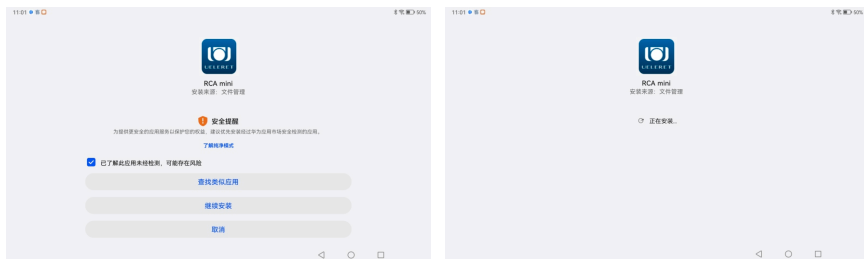 11:01
50%
UCLERET
RCA mini
安装来源：文件管理
安全提醒
为提供更安全的应用服务以保护您的权益，建议优先安装经过华为应用市场安全检测的应用。
了解纯净模式
已了解此应用未经检测，可能存在风险
查找类似应用
继续安装
取消
11:01
50%
UCLERET
RCA mini
安装来源：文件管理
正在安装...